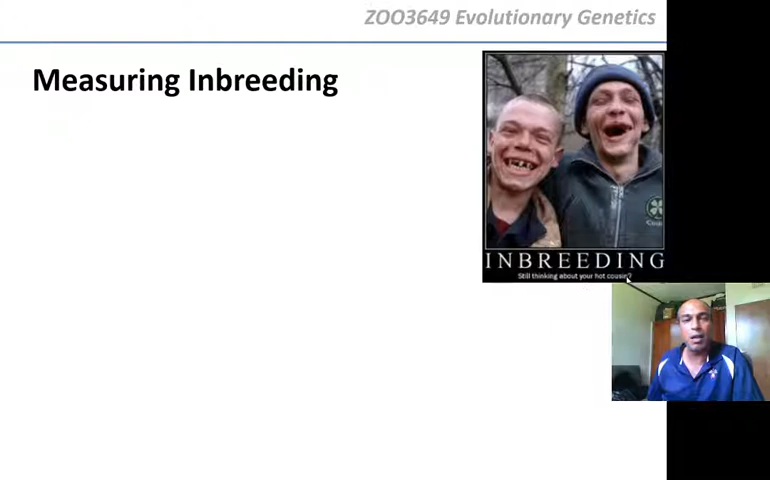 ZOO3649 Evolutionary Genetics
Measuring Inbreeding
INBREEDING
Still thinking about your hot cousin?